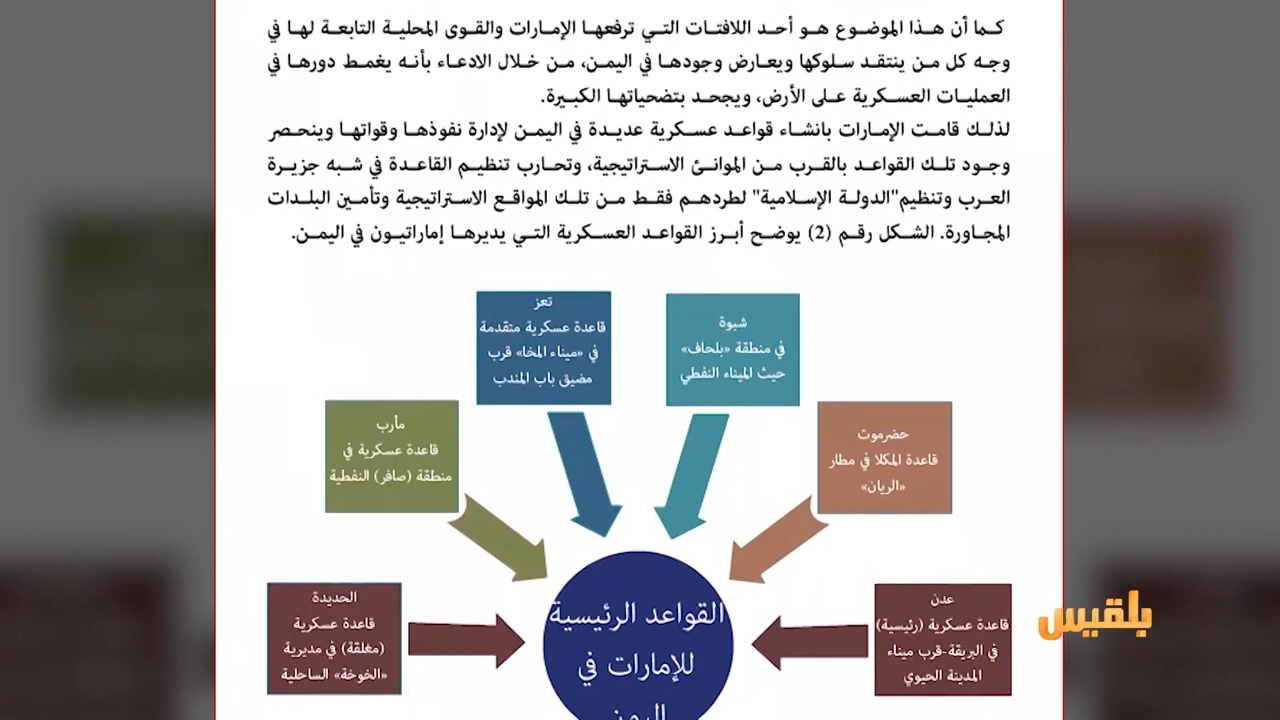 كما أن هذا الموضوع هو أحد اللافتات التي ترفعها الإمارات والقوى المحلية التابعة لها في
وجه كل من ينتقد سلوكها ويعارض وجودها في اليمن، من خلال الادعاء بأنه يغمط دورها في
العمليات العسكرية على الأرض، ويجحد بتضحياتها الكبيرة.
لذلك قامت الإمارات بانشاء قواعد عسكرية عديدة في اليمن لإدارة نفوذها وقواتها وينحصر
وجود تلك القواعد بالقرب من الموانئ الاستراتيجية، وتحارب تنظيم القاعدة في شبه جزيرة
العرب وتنظيم"الدولة الإسلامية" لطردهم فقط من تلك المواقع الاستراتيجية وتأمين البلدات
المجاورة. الشكل رقم (2) يوضح أبرز القواعد العسكرية التي يديرها إماراتيون في اليمن.
شبوة
في منطقة «بلحاف»
حيث الميناء النفطي
تعز
قاعدة عسكرية متقدمة
في «ميناء المخا» قرب
مضيق باب المندب
حضرموت
قاعدة المكلا في مطار
«الريان»
مأرب
قاعدة عسكرية في
منطقة (صافر) النفطية
عدن
قاعدة عسكرية (رئيسية)
في البريقة-قرب ميناء
المدينة الحيوي
القواعد الرئيسية
للإمارات في
اليمن
الحديدة
قاعدة عسكرية
(مغلقة) في مديرية
«الخوخة» الساحلية
بلقيس